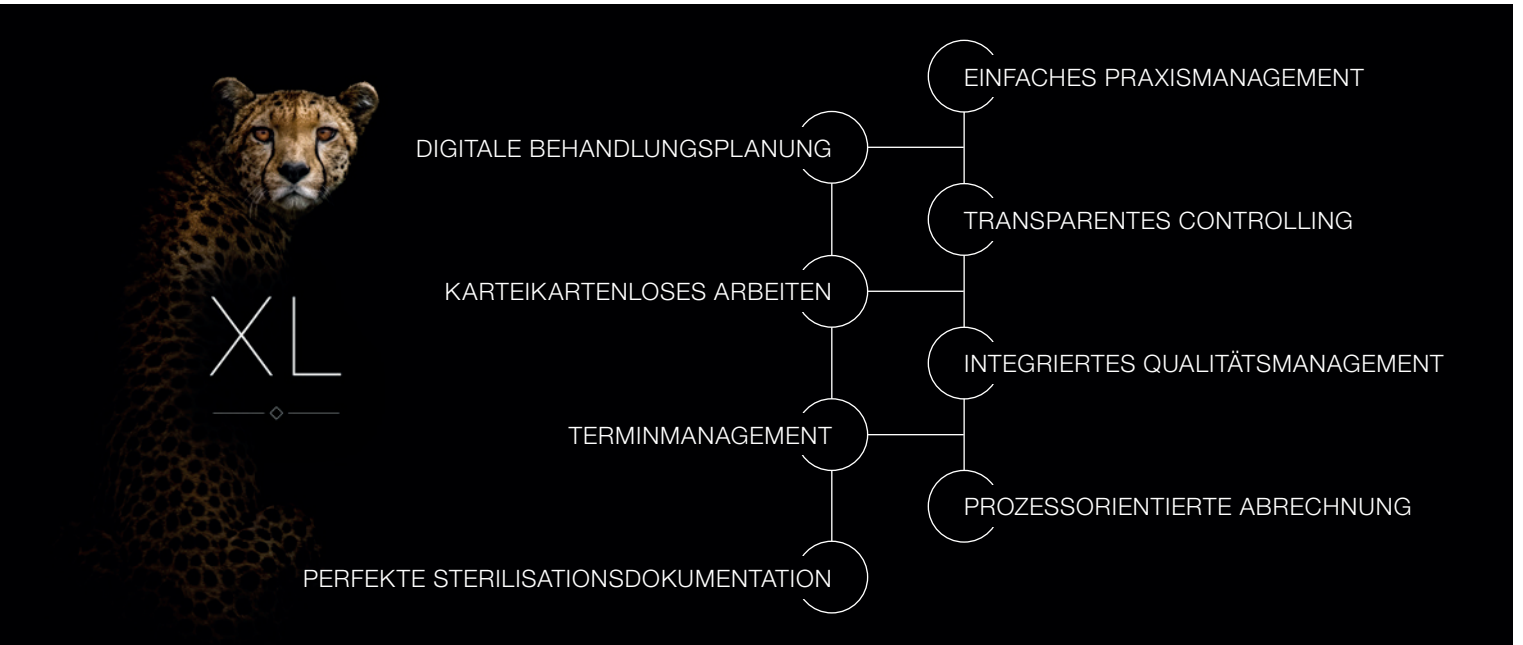 EINFACHES PRAXISMANAGEMENT
DIGITALE BEHANDLUNGSPLANUNG
TRANSPARENTES CONTROLLING
KARTEIKARTENLOSES ARBEITEN
XL
INTEGRIERTES QUALITÄTSMANAGEMENT
TERMINMANAGEMENT
PROZESSORIENTIERTE ABRECHNUNG
PERFEKTE STERILISATIONSDOKUMENTATION